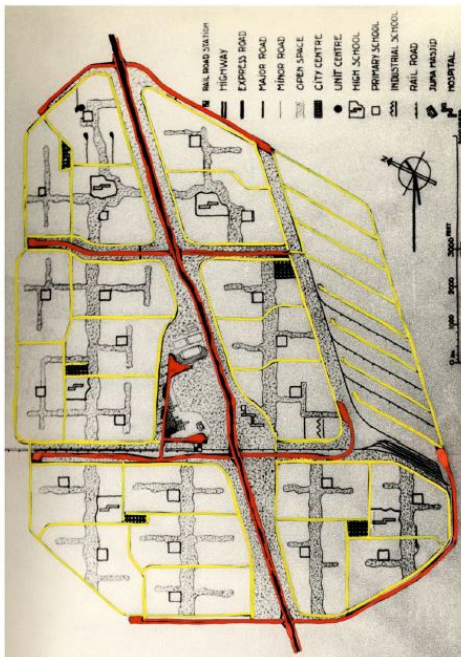 RAIL ROAD STATION
HIGHWAY
EXPRESS ROAD
MAJOR ROAD
MINOR ROAD
OPEN SPACE
CITY CENTRE
UNIT CENTRE
HIGH SCHOOL
PRIMARY SCHOOL
INDUSTRIAL SCHOOL
RAIL ROAD
JUMA MASJID
HOSPITAL
0 1000 2000 3000 FEET